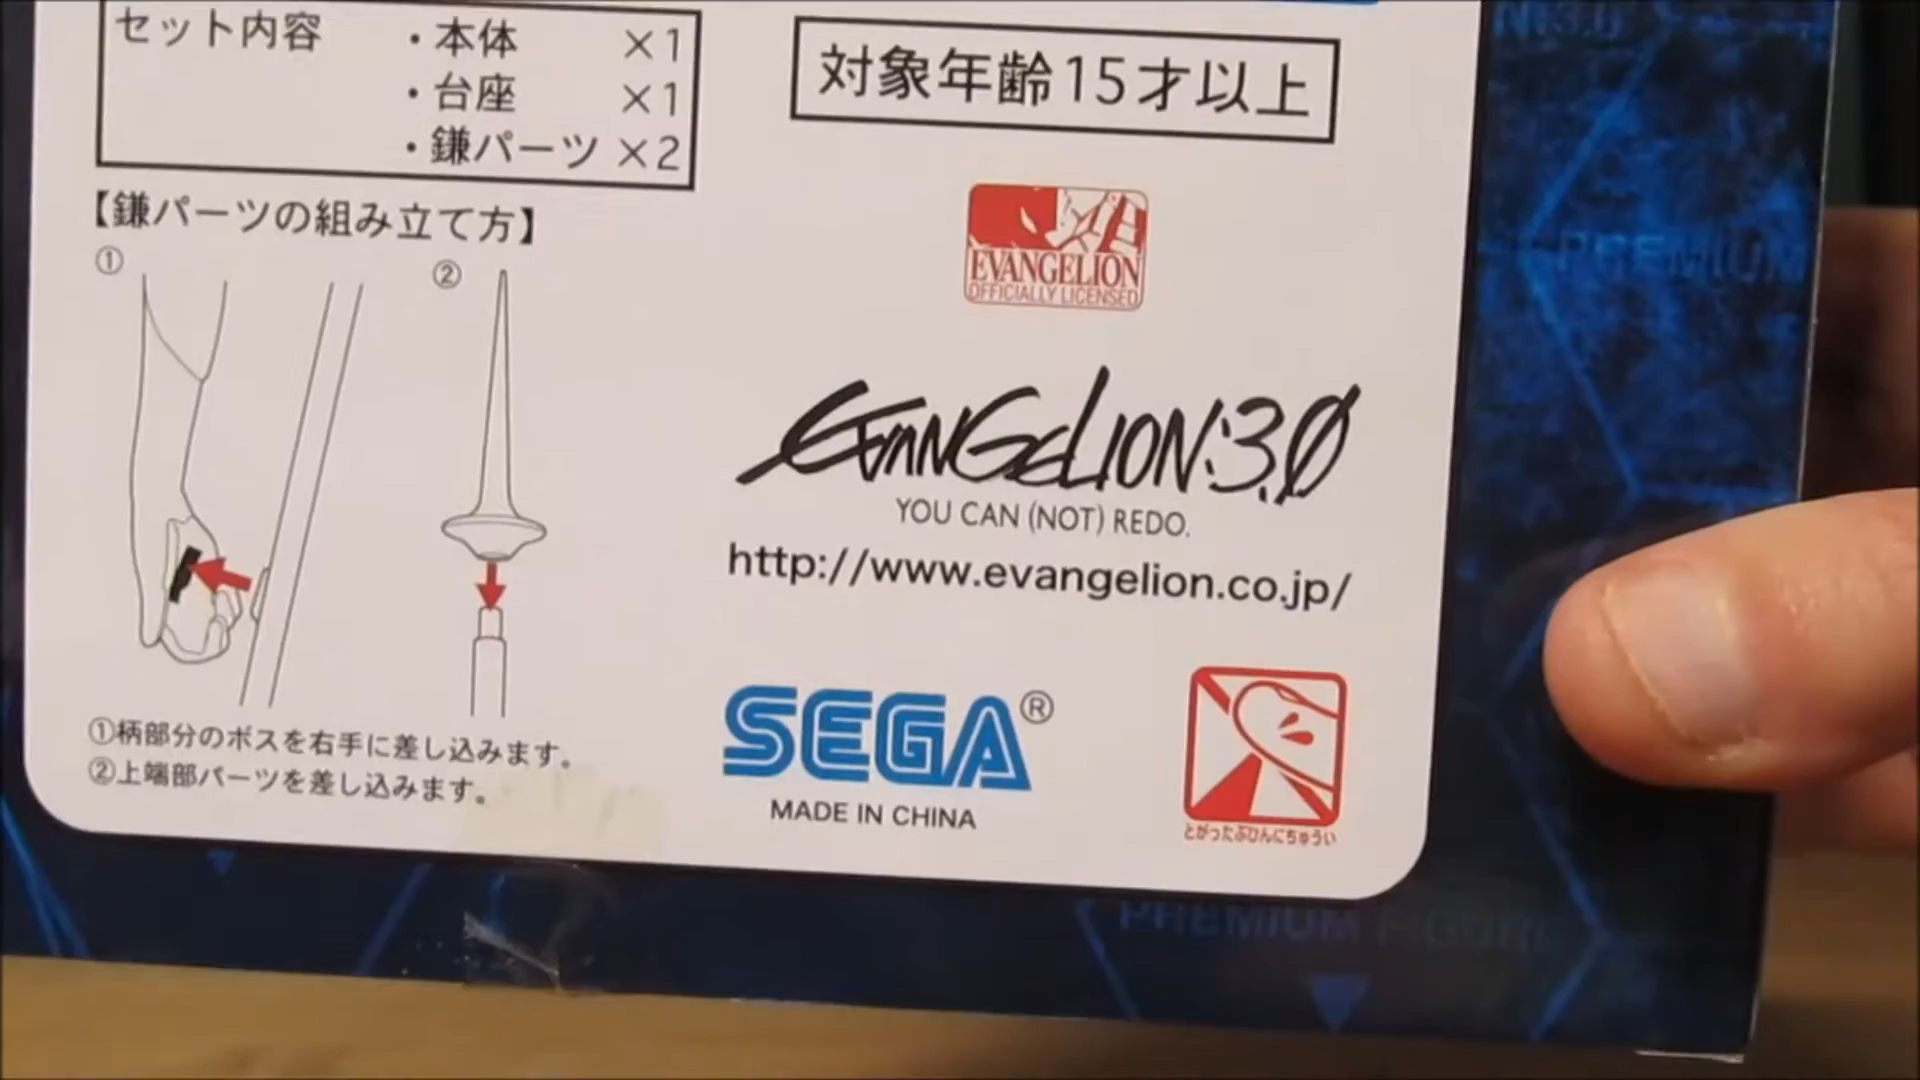 セット内容 ・本体 ×1
・台座 ×1
・鎌パーツ ×2
対象年齢15才以上
【鎌パーツの組み立て方】
①
②
①柄部分のボスを右手に差し込みます。
②上端部パーツを差し込みます。
EVANGELION
OFFICIALLY LICENSED
EVANGELION:3.0
YOU CAN (NOT) REDO.
http://www.evangelion.co.jp/
SEGA®
MADE IN CHINA
とがったぶひんにちゅうい
PREMIUM
PREMIUM FIGURE